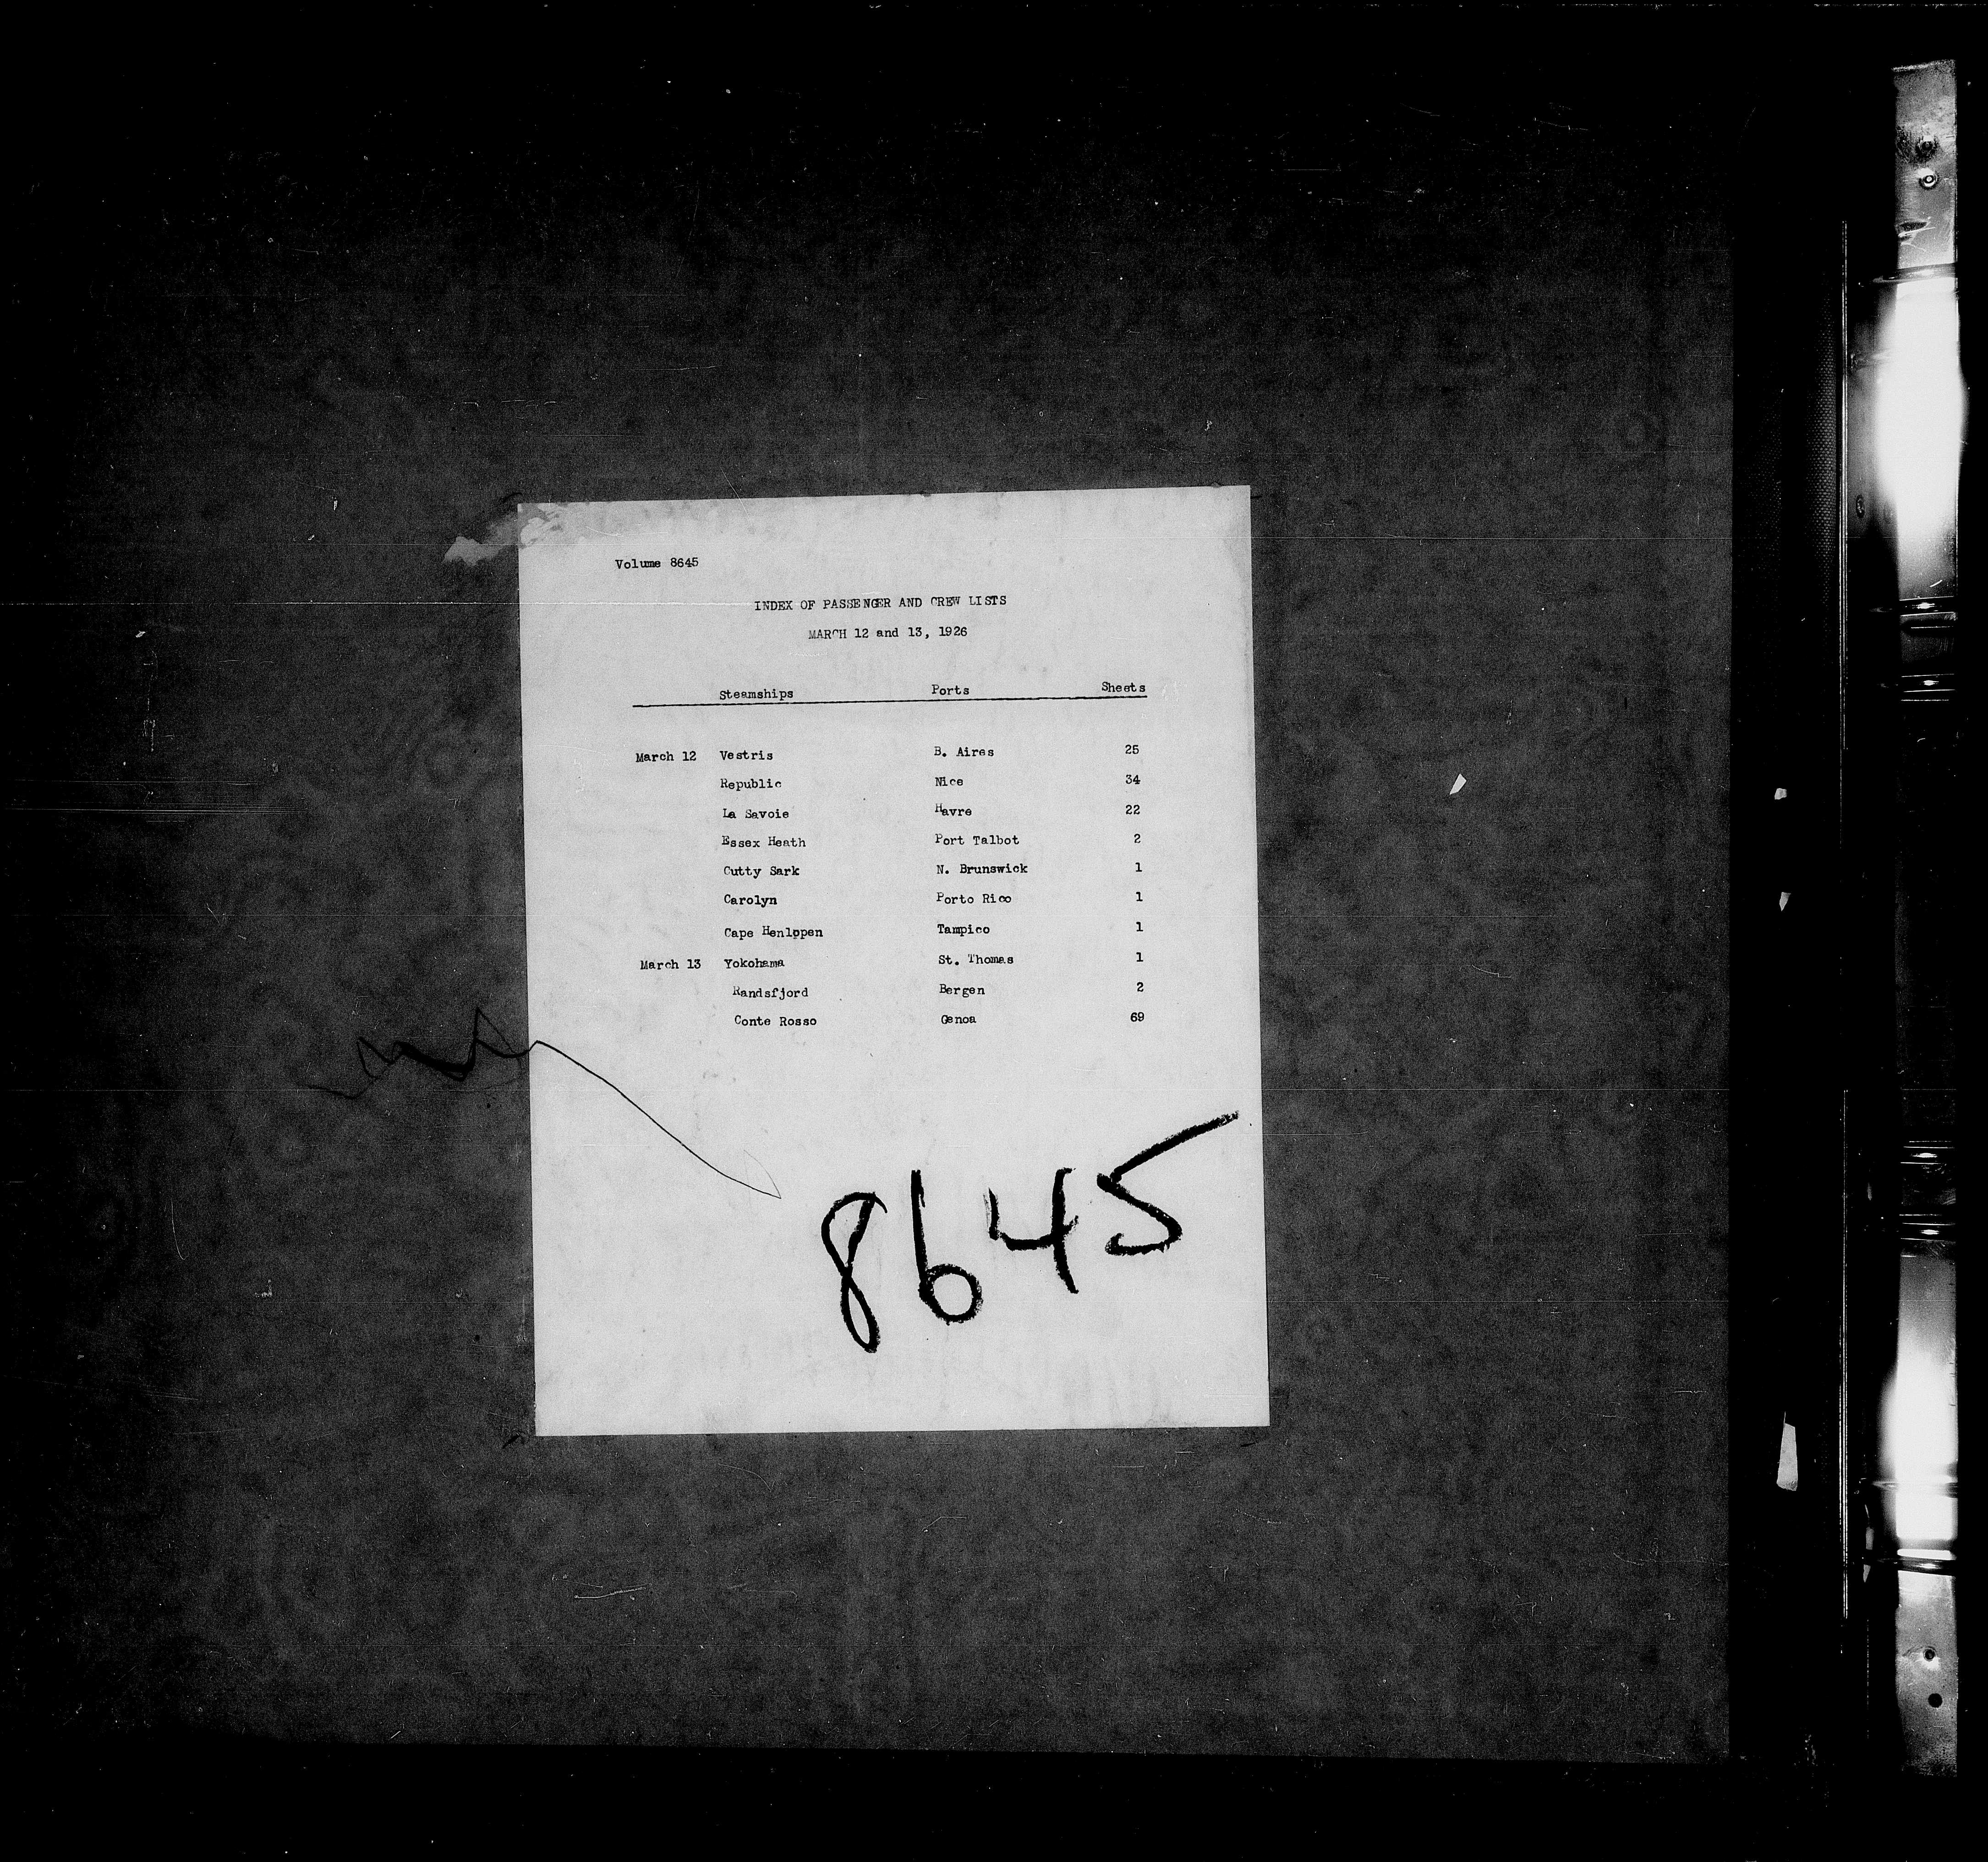 Volume 8645
INDEX OF PASSENGER AND CREW LISTS
MARCH 12 and 13, 1926
Steamships Ports Sheets
March 12 Vestris B. Aires 25
Republic Nice 34
La Savoie Havre 22
Essex Heath Port Talbot 2
Cutty Sark N. Brunswick 1
Carolyn Porto Rico 1
Cape Henlopen Tampico 1
March 13 Yokohama St. Thomas 1
Randsfjord Bergen 2
Conte Rosso Genoa 69
8645